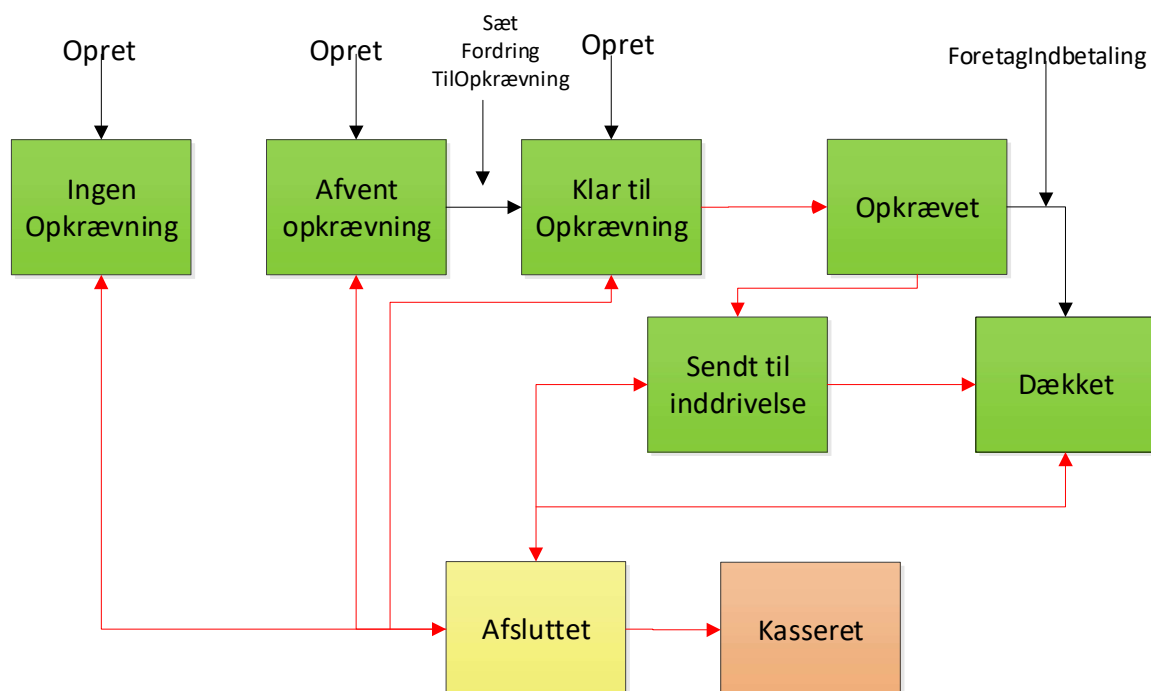 Opret
Opret
Sæt
Fordring
TilOpkrævning
Opret
ForetagIndbetaling
Ingen
Opkrævning
Afvent
opkrævning
Klar til
Opkrævning
Opkrævet
Sendt til
inddrivelse
Dækket
Afsluttet
Kasseret